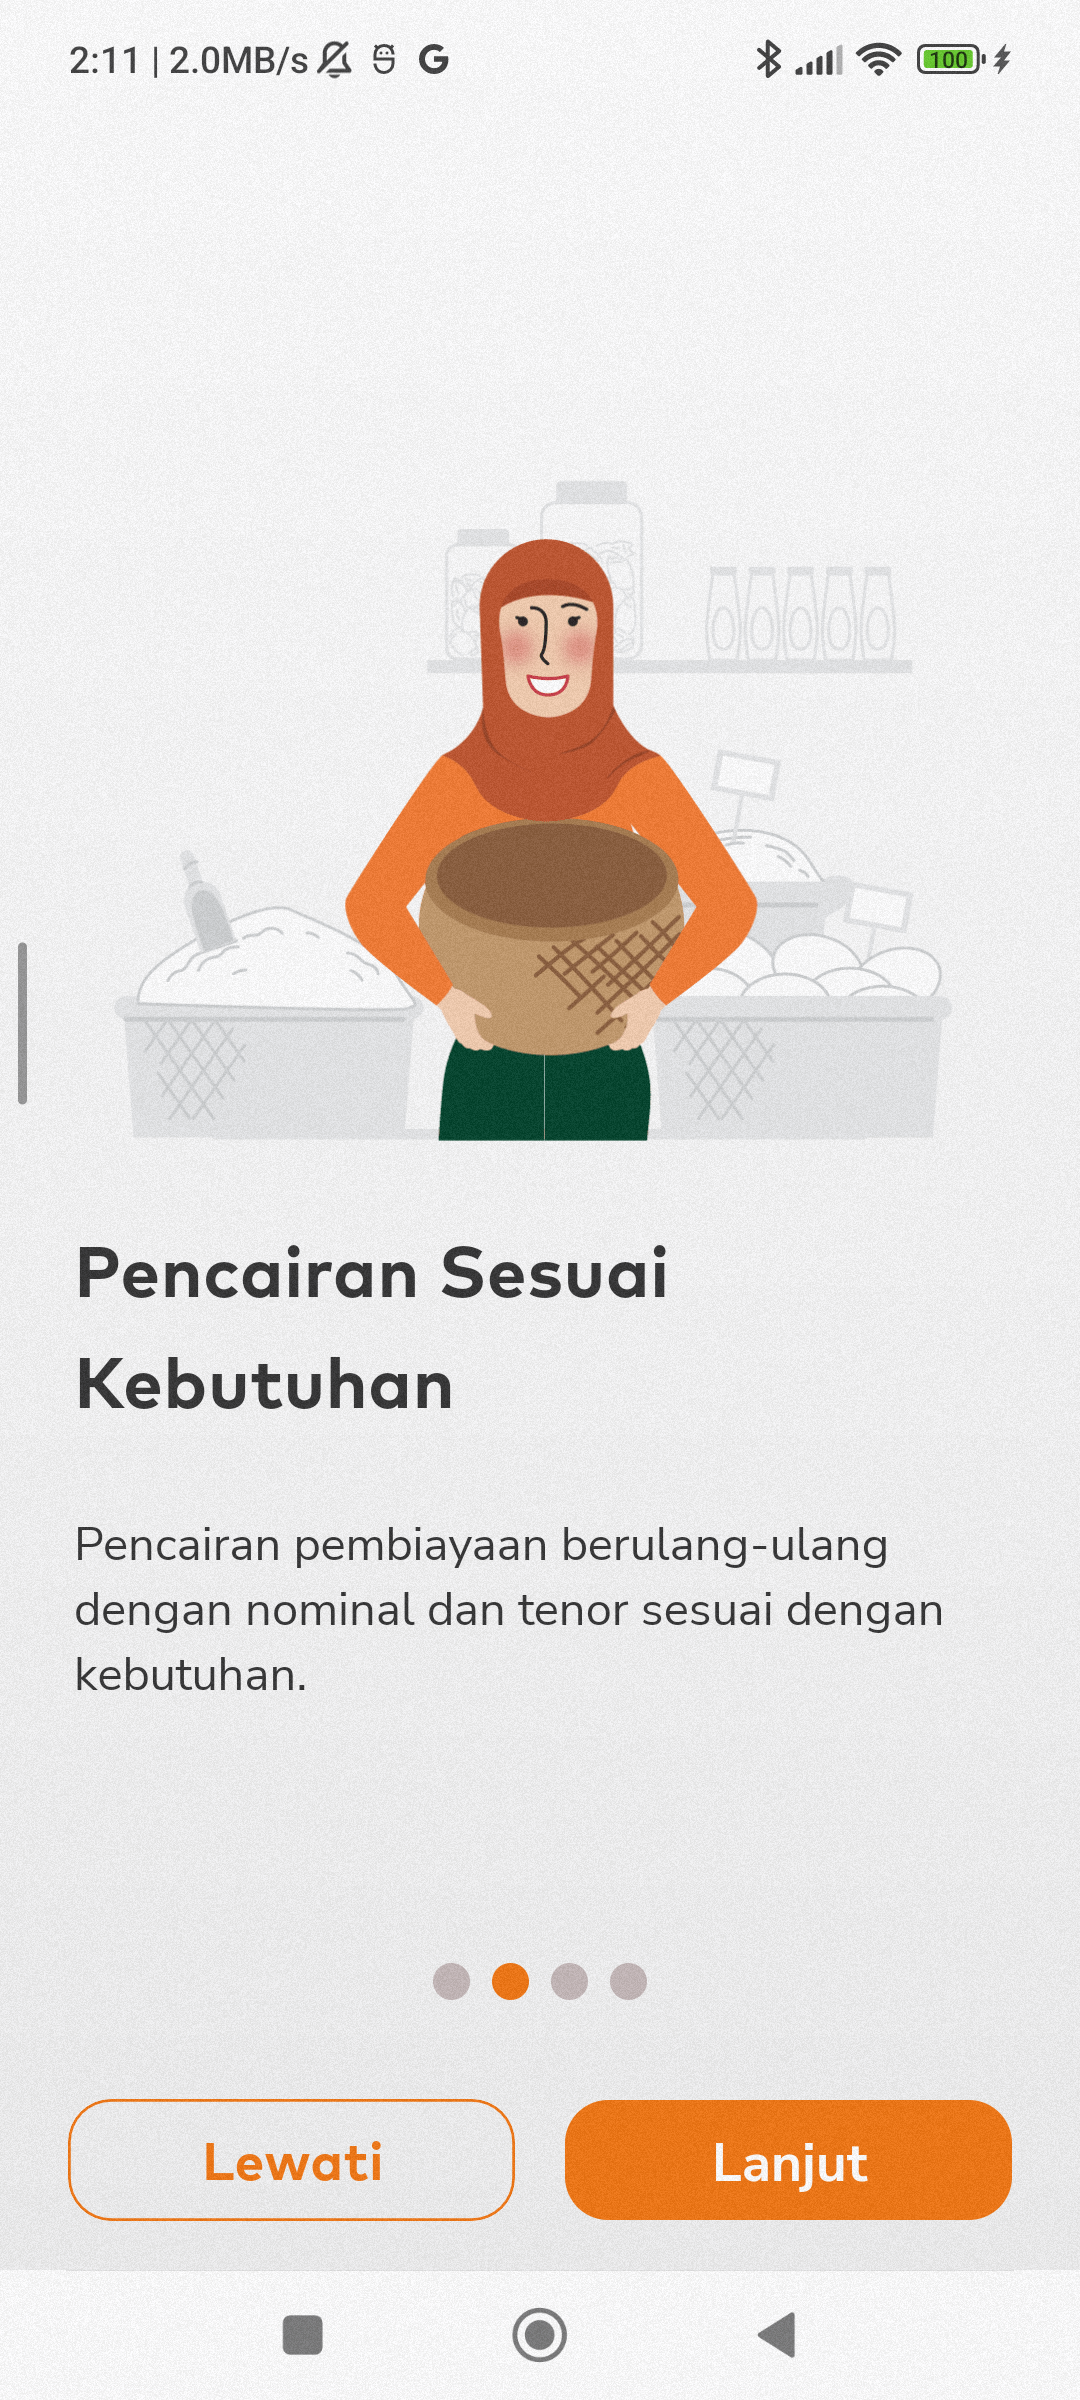 2:11 | 2.0MB/s
100
Pencairan Sesuai
Kebutuhan
Pencairan pembiayaan berulang-ulang
dengan nominal dan tenor sesuai dengan
kebutuhan.
Lewati
Lanjut